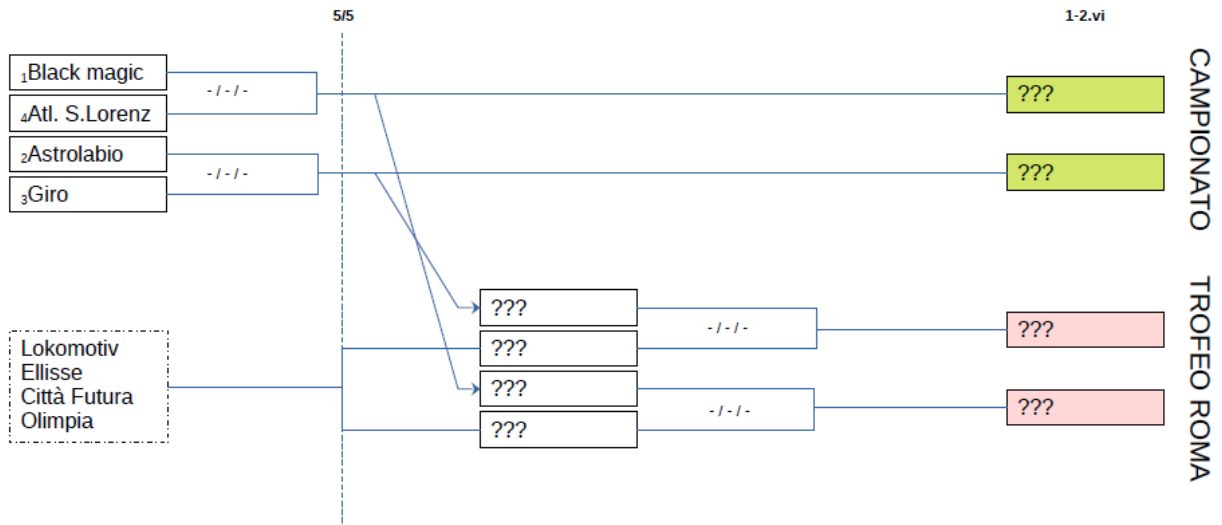 5/5
1-2.vi
1Black magic
- / - / -
4Atl. S.Lorenz
2Astrolabio
- / - / -
3Giro
???
???
CAMPIONATO
Lokomotiv
Ellisse
Città Futura
Olimpia
???
- / - / -
???
???
- / - / -
???
???
???
TROFEO ROMA